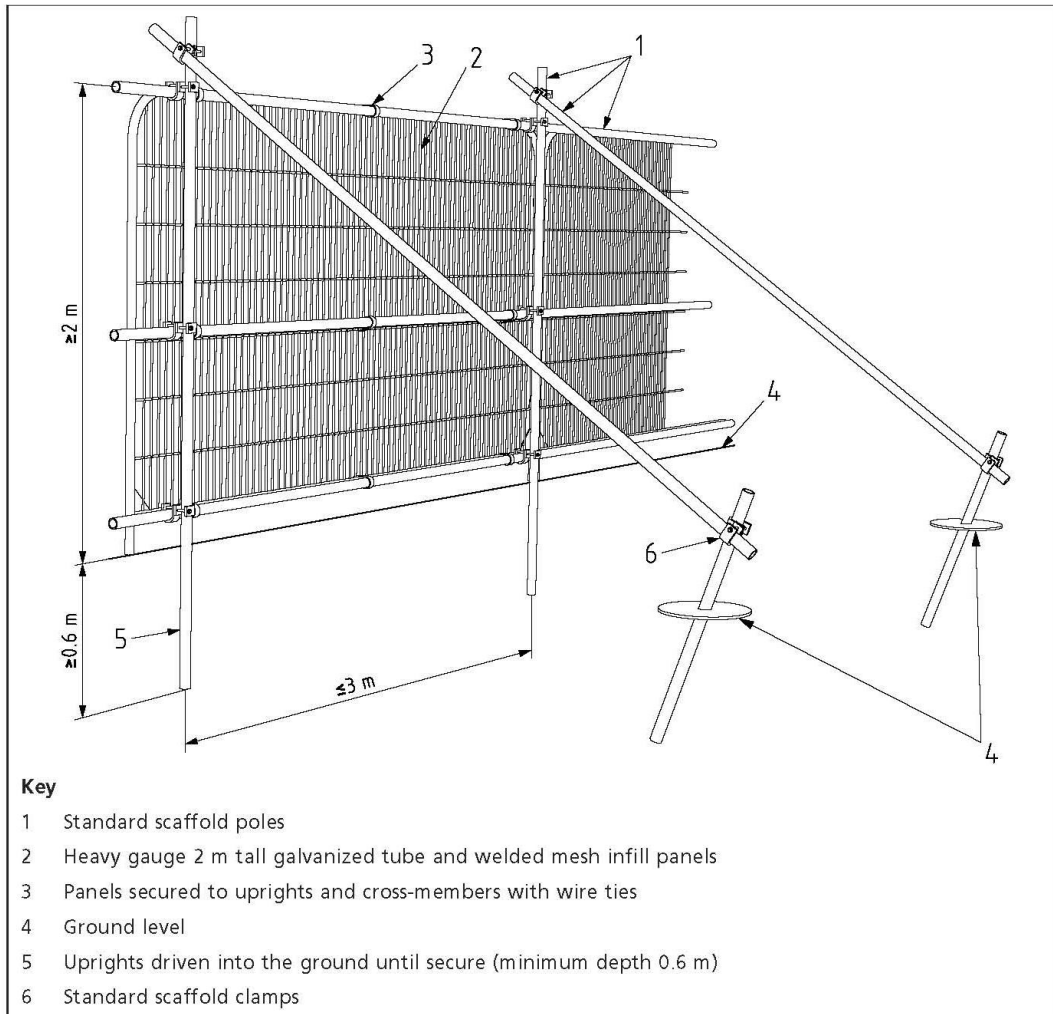 3
2
1
≥2 m
4
6
5
≥0.6 m
≤3 m
4
Key
1 Standard scaffold poles
2 Heavy gauge 2 m tall galvanized tube and welded mesh infill panels
3 Panels secured to uprights and cross-members with wire ties
4 Ground level
5 Uprights driven into the ground until secure (minimum depth 0.6 m)
6 Standard scaffold clamps